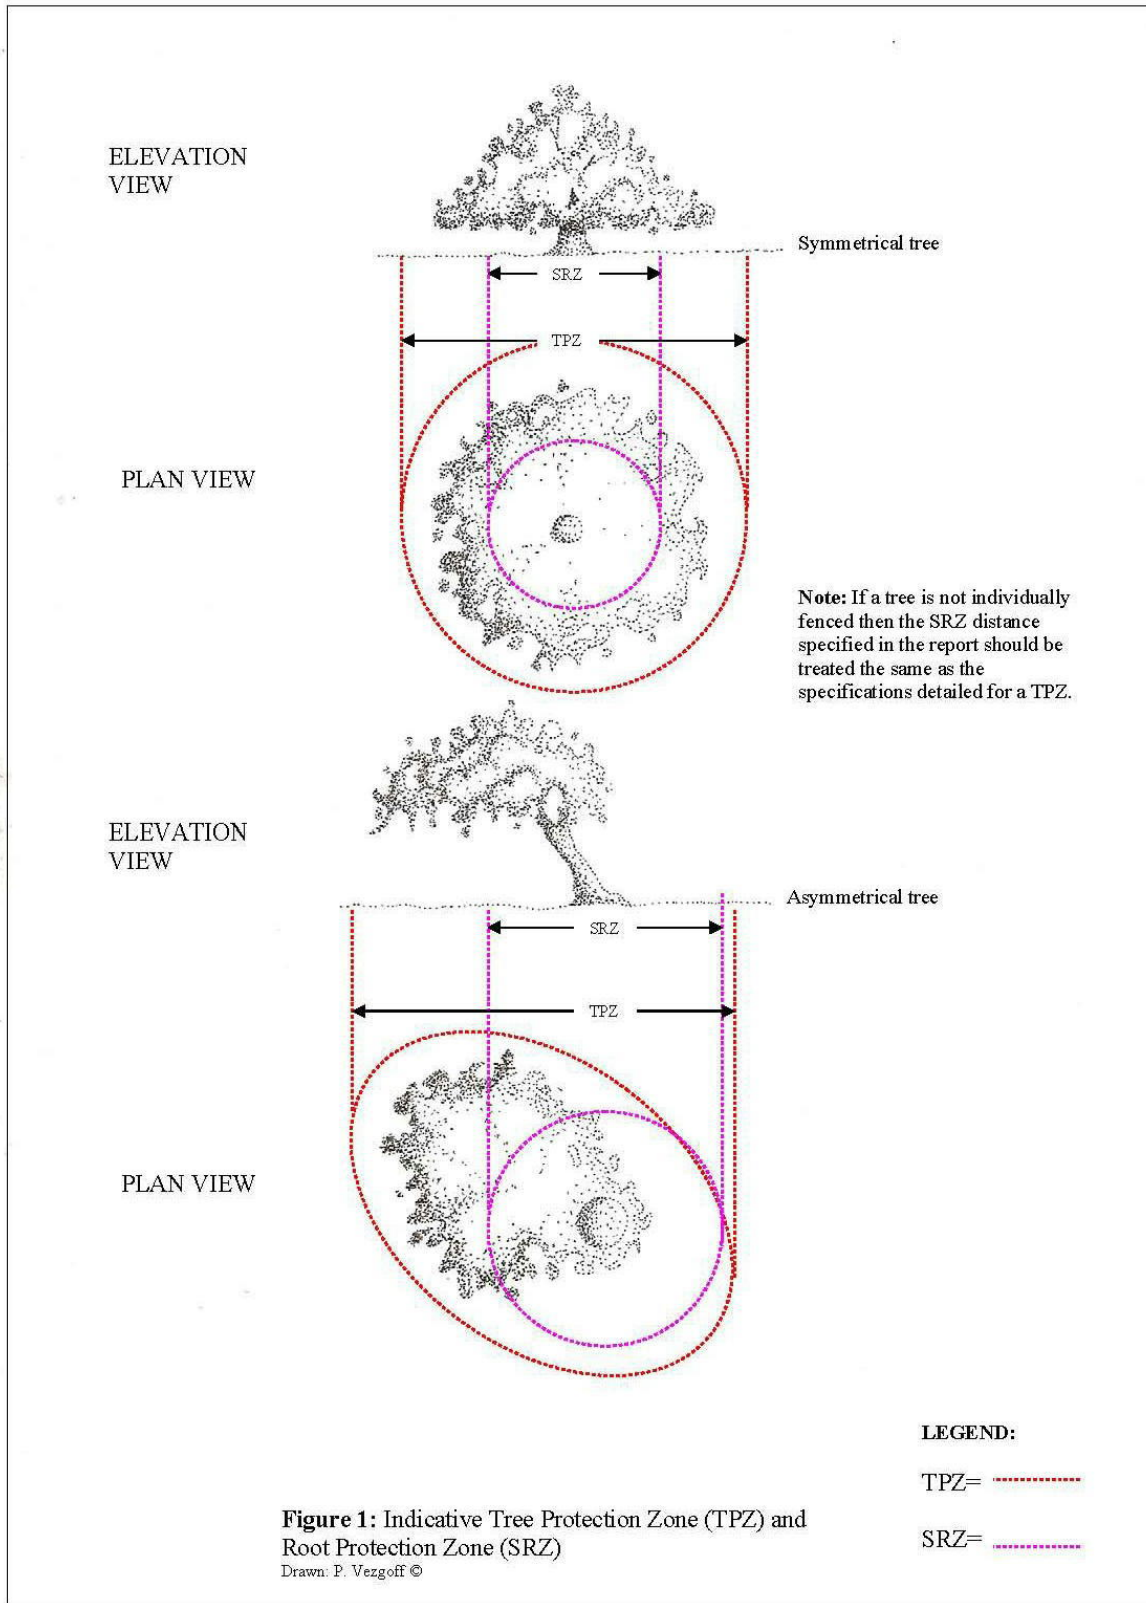 ELEVATION
VIEW
Symmetrical tree
SRZ
TPZ
PLAN VIEW
Note: If a tree is not individually
fenced then the SRZ distance
specified in the report should be
treated the same as the
specifications detailed for a TPZ.
ELEVATION
VIEW
Asymmetrical tree
SRZ
TPZ
PLAN VIEW
LEGEND:
TPZ=
SRZ=
Figure 1: Indicative Tree Protection Zone (TPZ) and
Root Protection Zone (SRZ)
Drawn: P. Vezgoff ©